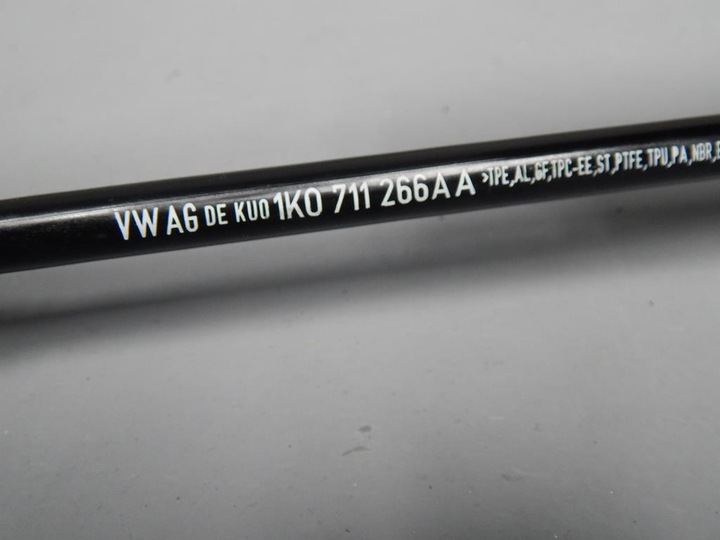 VW AG DE KUO 1K0 711 266 A A >TPE,AL,GF,TPC-EE,ST,PTFE,TPU,PA,NBR,